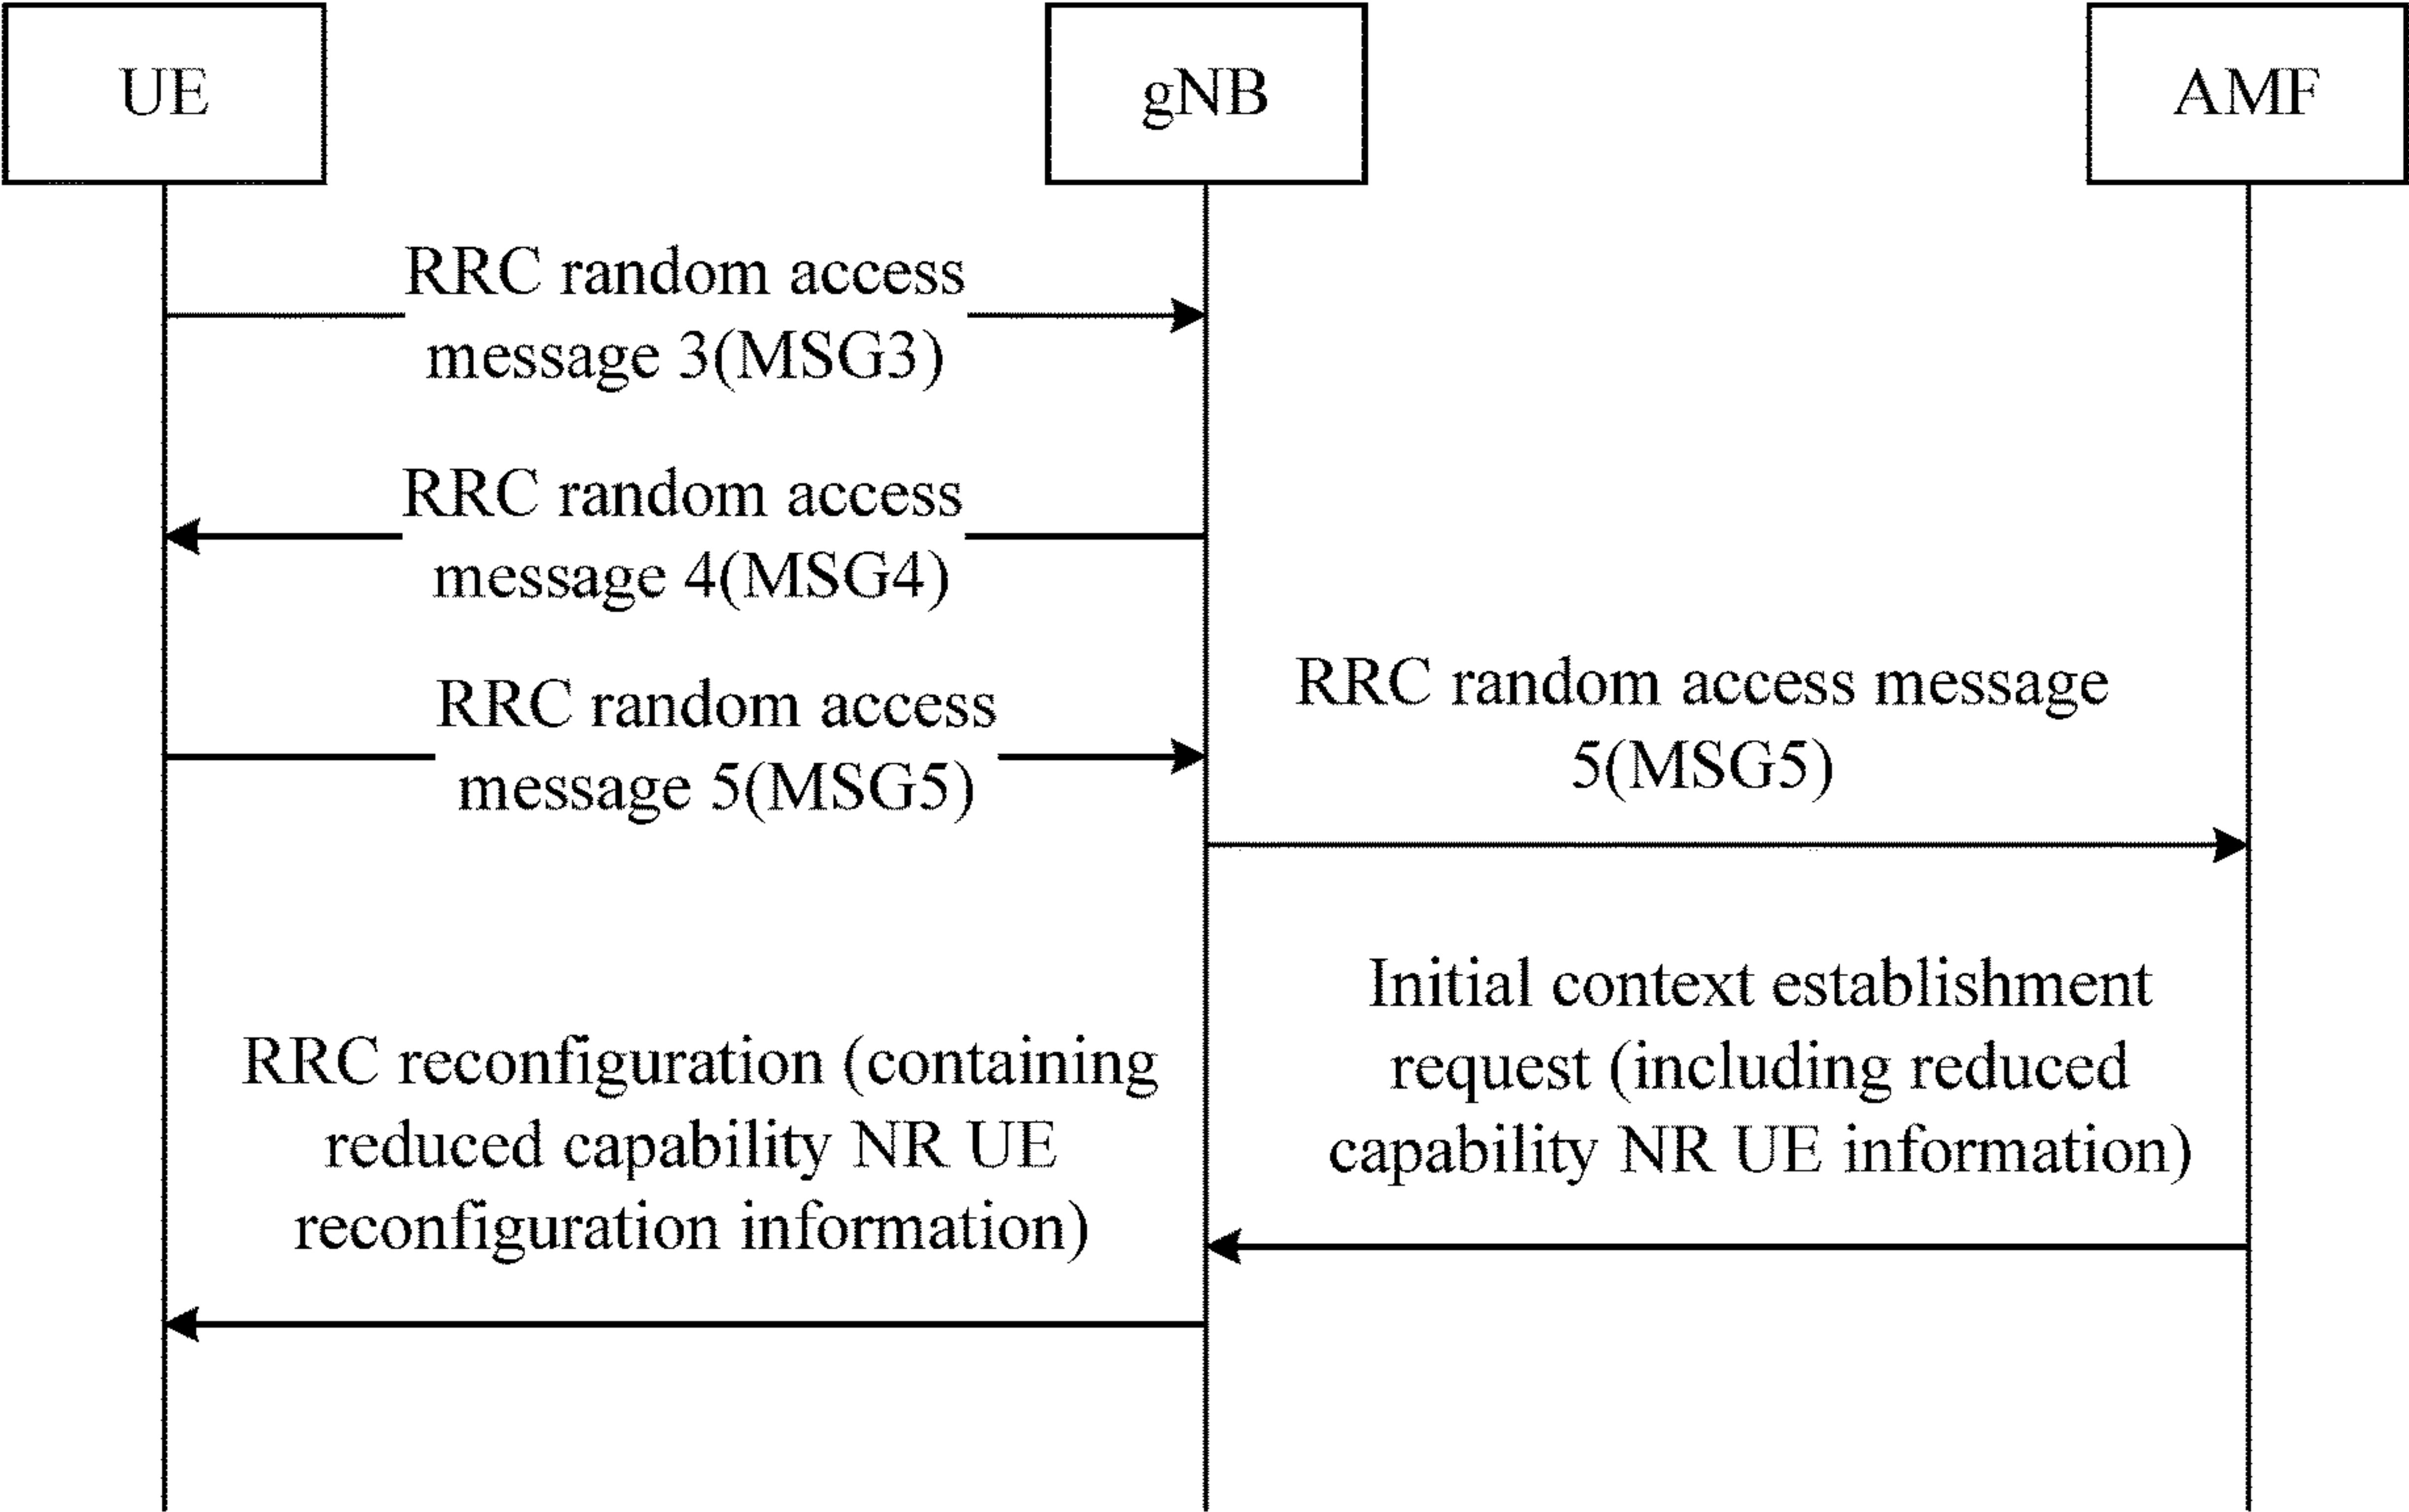 UE
gNB
AMF
RRC random access
message 3(MSG3)
RRC random access
message 4(MSG4)
RRC random access
message 5(MSG5)
RRC random access message
5(MSG5)
Initial context establishment
request (including reduced
capability NR UE information)
RRC reconfiguration (containing
reduced capability NR UE
reconfiguration information)